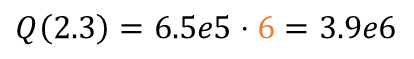 Q(2.3) = 6.5e5 · 6 = 3.9e6